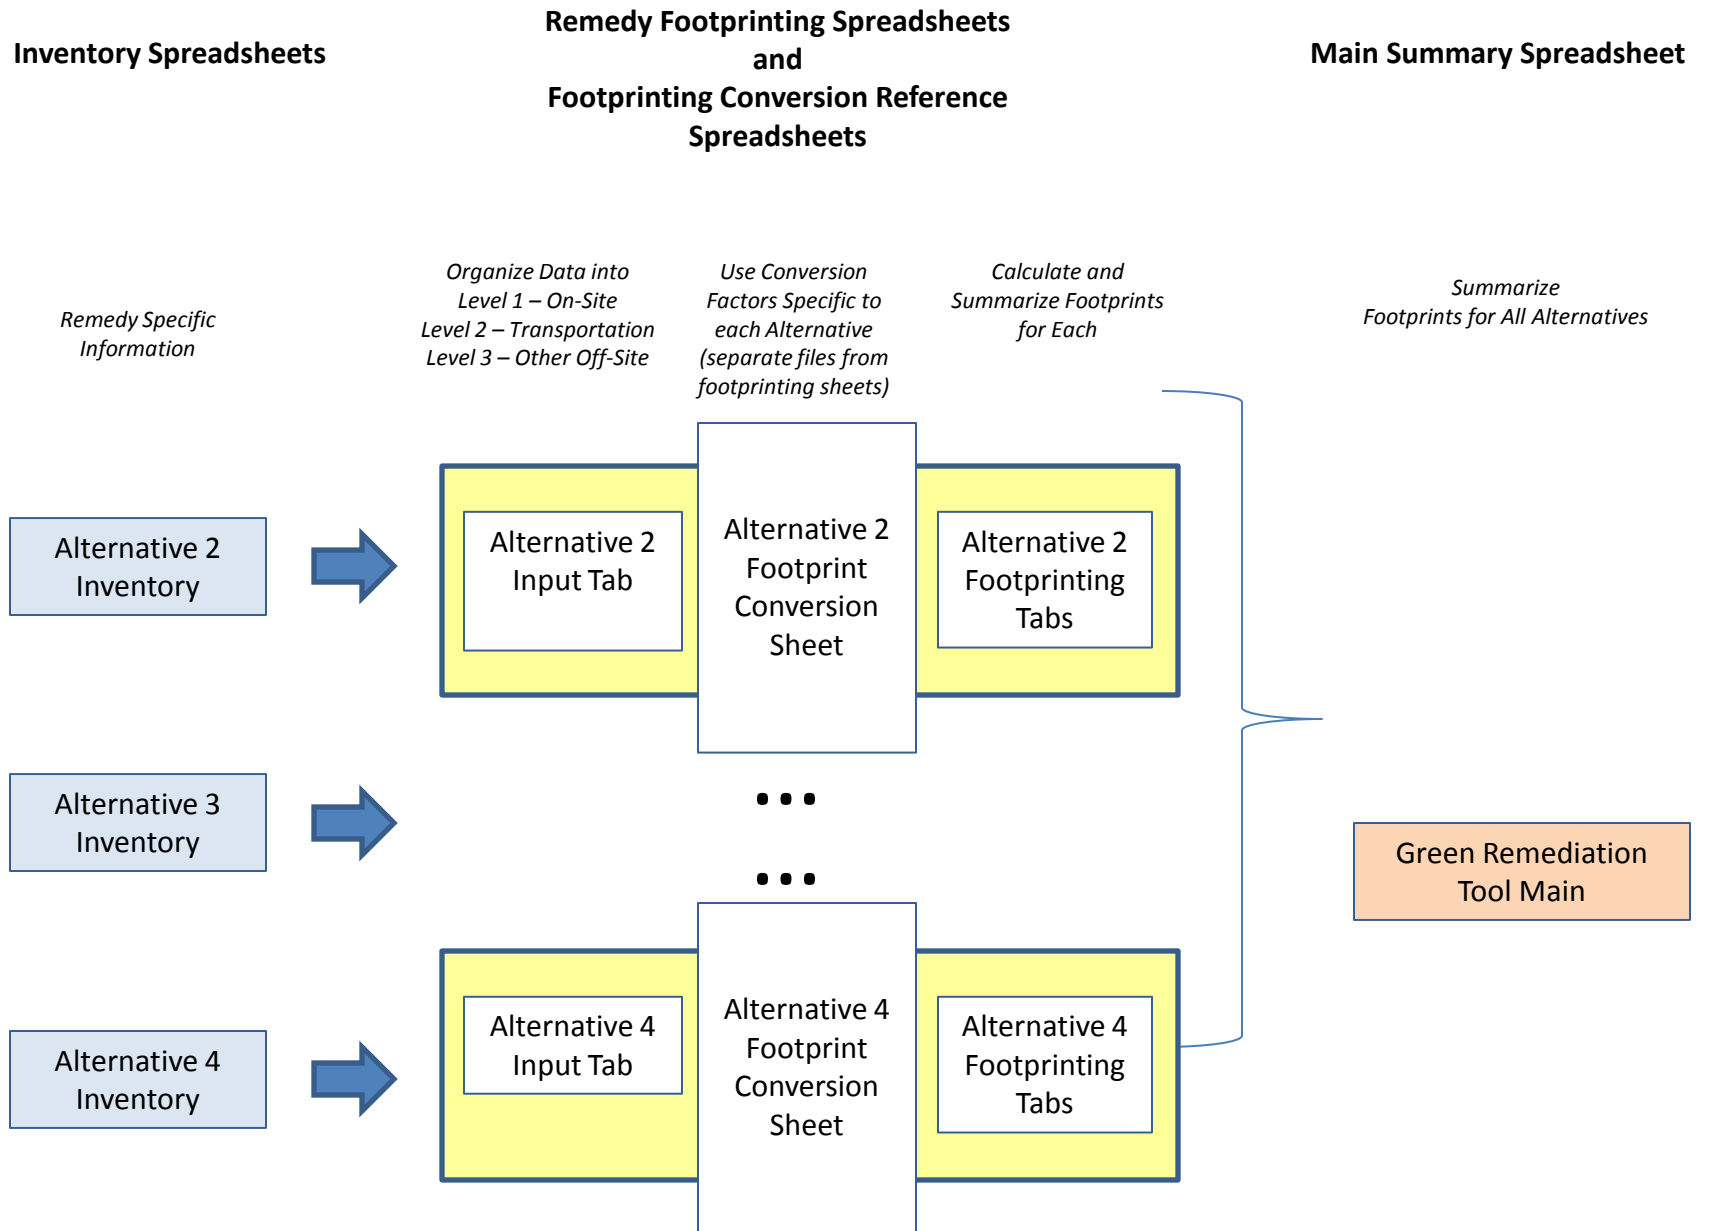 Inventory Spreadsheets
Remedy Footprinting Spreadsheets
and
Footprinting Conversion Reference
Spreadsheets
Main Summary Spreadsheet
Remedy Specific
Information
Organize Data into
Level 1 – On-Site
Level 2 – Transportation
Level 3 – Other Off-Site
Use Conversion
Factors Specific to
each Alternative
(separate files from
footprinting sheets)
Calculate and
Summarize Footprints
for Each
Summarize
Footprints for All Alternatives
Alternative 2
Inventory
Alternative 2
Input Tab
Alternative 2
Footprint
Conversion
Sheet
Alternative 2
Footprinting
Tabs
Alternative 3
Inventory
...
...
Green Remediation
Tool Main
Alternative 4
Inventory
Alternative 4
Input Tab
Alternative 4
Footprint
Conversion
Sheet
Alternative 4
Footprinting
Tabs